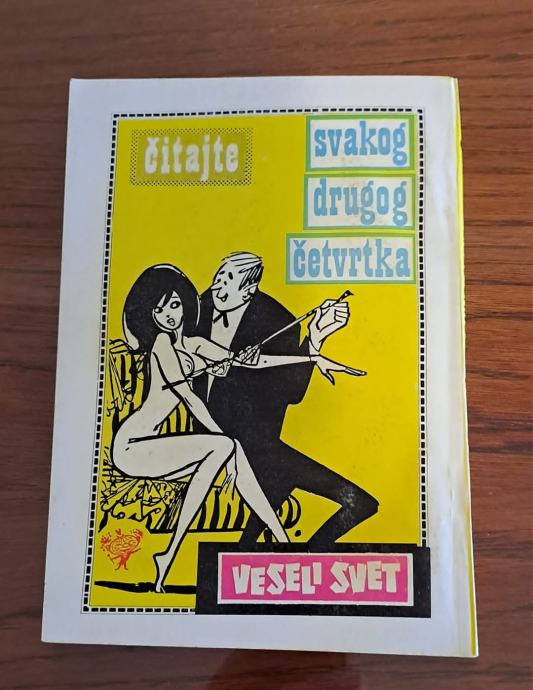 čitajte
svakog
drugog
četvrtka
VESELI SVET